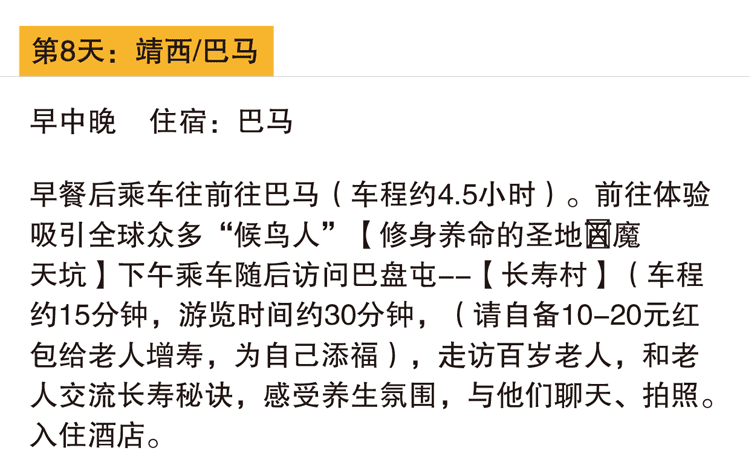 第8天：靖西/巴马
早中晚 住宿：巴马
早餐后乘车往前往巴马（车程约4.5小时）。前往体验
吸引全球众多“候鸟人”【修身养命的圣地 魔
天坑】下午乘车随后访问巴盘屯--【长寿村】（车程
约15分钟，游览时间约30分钟，（请自备10-20元红
包给老人增寿，为自己添福），走访百岁老人，和老
人交流长寿秘诀，感受养生氛围，与他们聊天、拍照。
入住酒店。